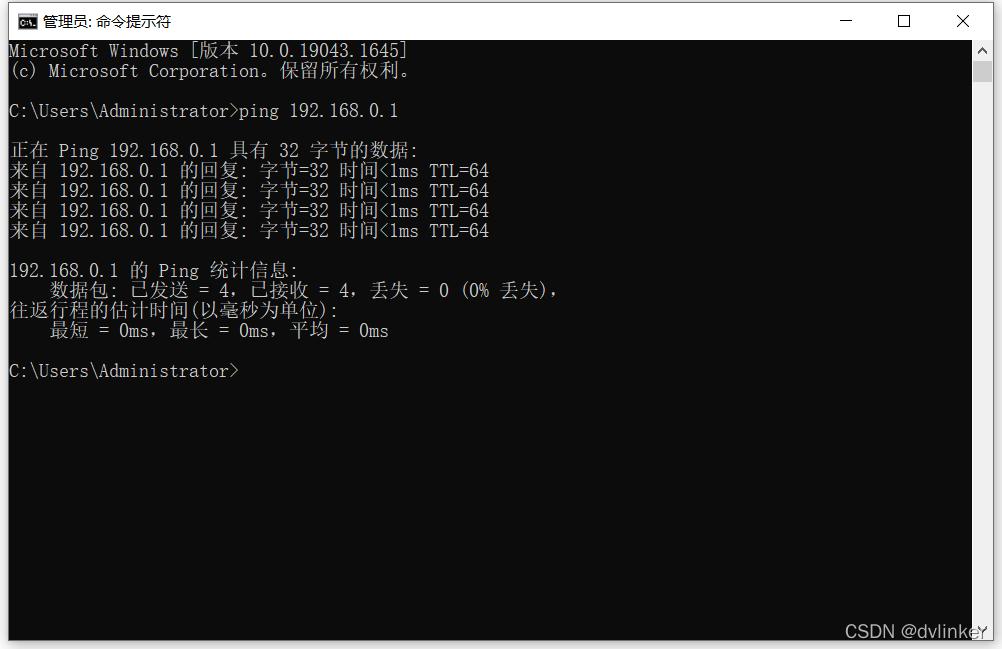 管理员: 命令提示符
Microsoft Windows [版本 10.0.19043.1645]
(c) Microsoft Corporation。保留所有权利。
C:\Users\Administrator>ping 192.168.0.1
正在 Ping 192.168.0.1 具有 32 字节的数据:
来自 192.168.0.1 的回复: 字节=32 时间<1ms TTL=64
来自 192.168.0.1 的回复: 字节=32 时间<1ms TTL=64
来自 192.168.0.1 的回复: 字节=32 时间<1ms TTL=64
来自 192.168.0.1 的回复: 字节=32 时间<1ms TTL=64
192.168.0.1 的 Ping 统计信息:
数据包: 已发送 = 4，已接收 = 4，丢失 = 0 (0% 丢失)，
往返行程的估计时间(以毫秒为单位):
最短 = 0ms，最长 = 0ms，平均 = 0ms
C:\Users\Administrator>
CSDN @dvlinker